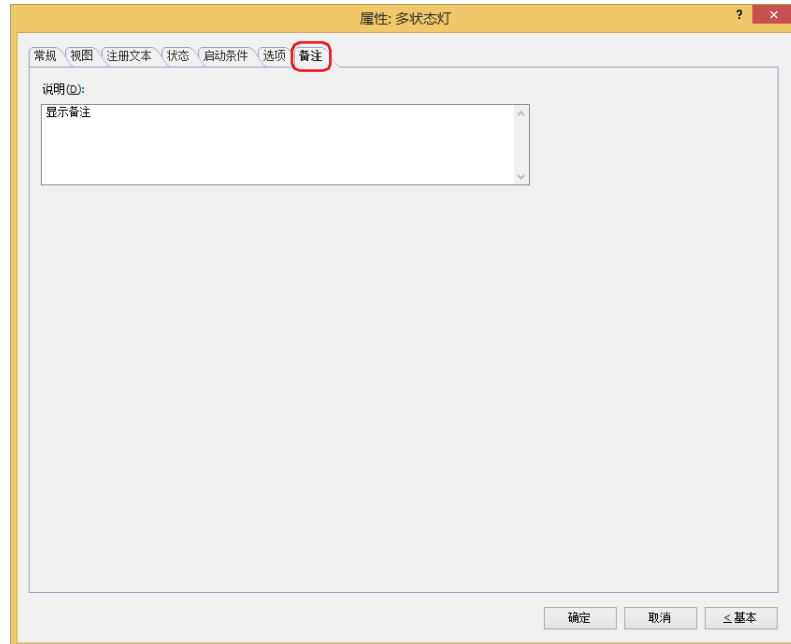 属性: 多状态灯
? ×
常规 视图 注册文本 状态 启动条件 选项 备注
说明(D):
显示备注
确定 取消 ≤基本